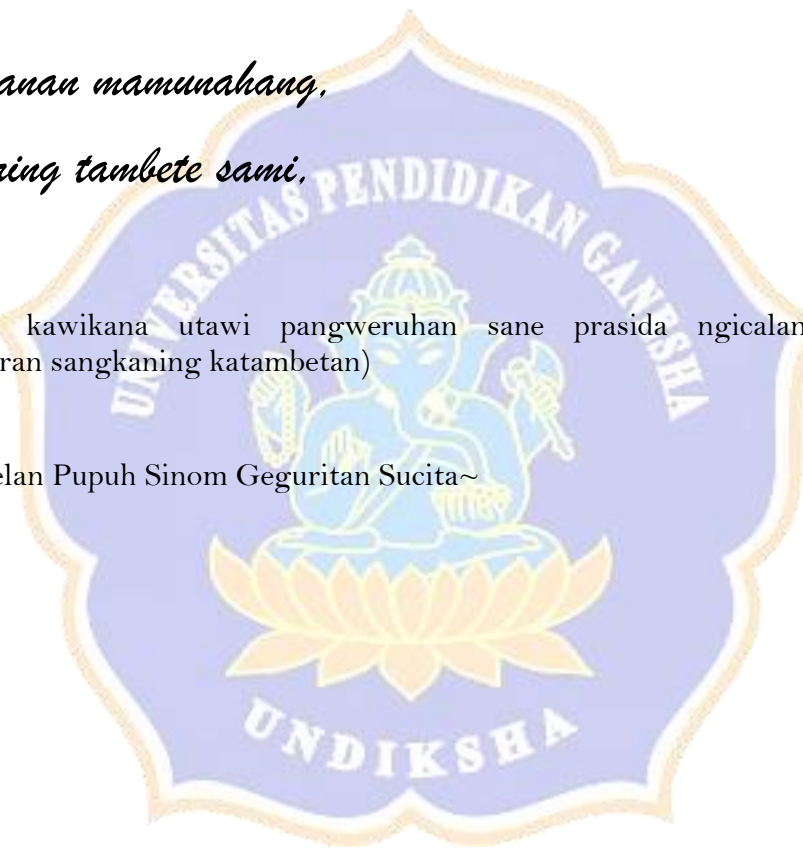 anan mamunahang,
ring tambete sami,
kawikana utawi pangweruhan sane prasida ngicalan
ran sangkaning katambetan)
elan Pupuh Sinom Geguritan Sucita~
UNIVERSITAS PENDIDIKAN GANESHA
UNDIKSHA